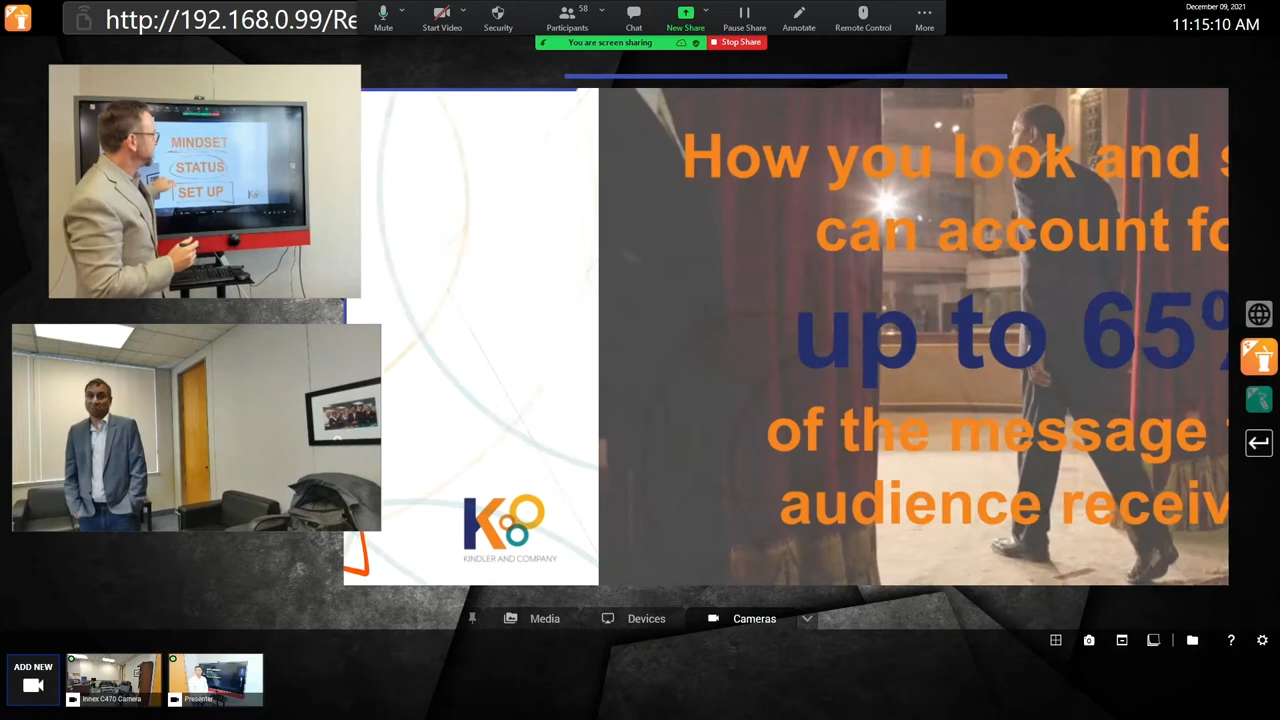 http://192.168.0.99/Re
Mute
Start Video
Security
Participants
58
Chat
New Share
Pause Share
Annotate
Remote Control
More
You are screen sharing
Stop Share
December 09, 2021
11:15:10 AM
MINDSET
STATUS
SET UP
How you look and s
can account fo
up to 65%
of the message
audience receiv
K
KINDLER AND COMPANY
Media
Devices
Cameras
ADD NEW
Innex C470 Camera
Presenter
?